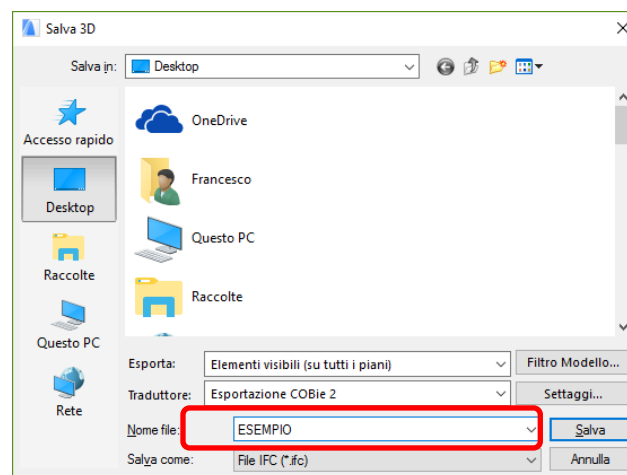 Salva 3D
Salva in: Desktop
OneDrive
Accesso rapido
Francesco
Desktop
Questo PC
Raccolte
Raccolte
Questo PC
Esporta: Elementi visibili (su tutti i piani) Filtro Modello...
Traduttore: Esportazione COBie 2 Settaggi...
Rete
Nome file: ESEMPIO Salva
Salva come: File IFC (*.ifc) Annulla